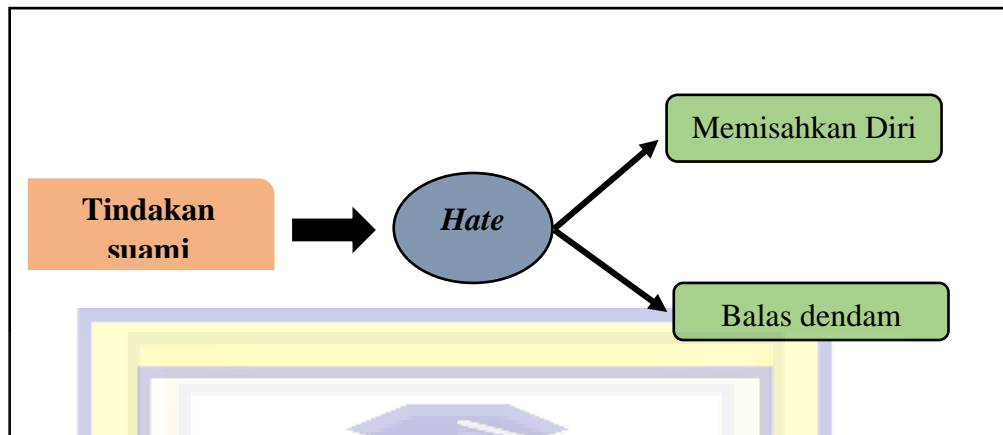 Memisahkan Diri
Tindakan
suami
Hate
Balas dendam